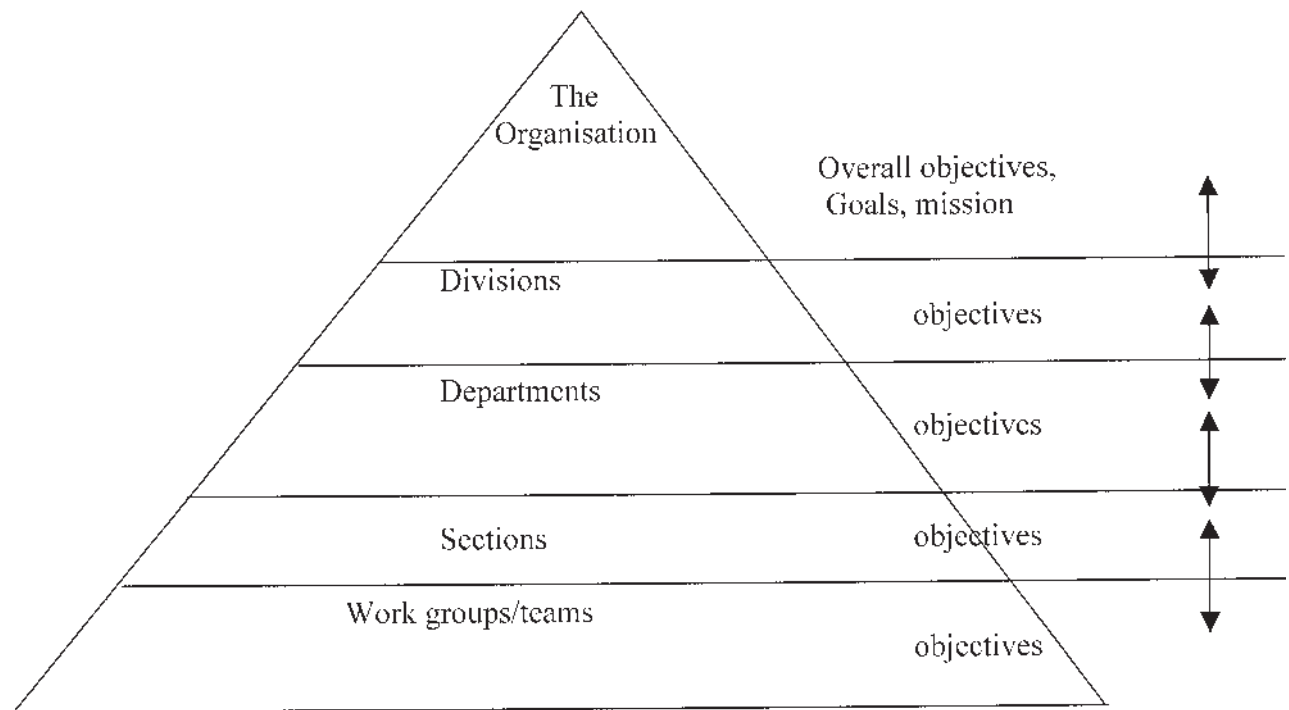 The
Organisation
Overall objectives,
Goals, mission
Divisions
objectives
Departments
objectives
Sections
objectives
Work groups/teams
objectives